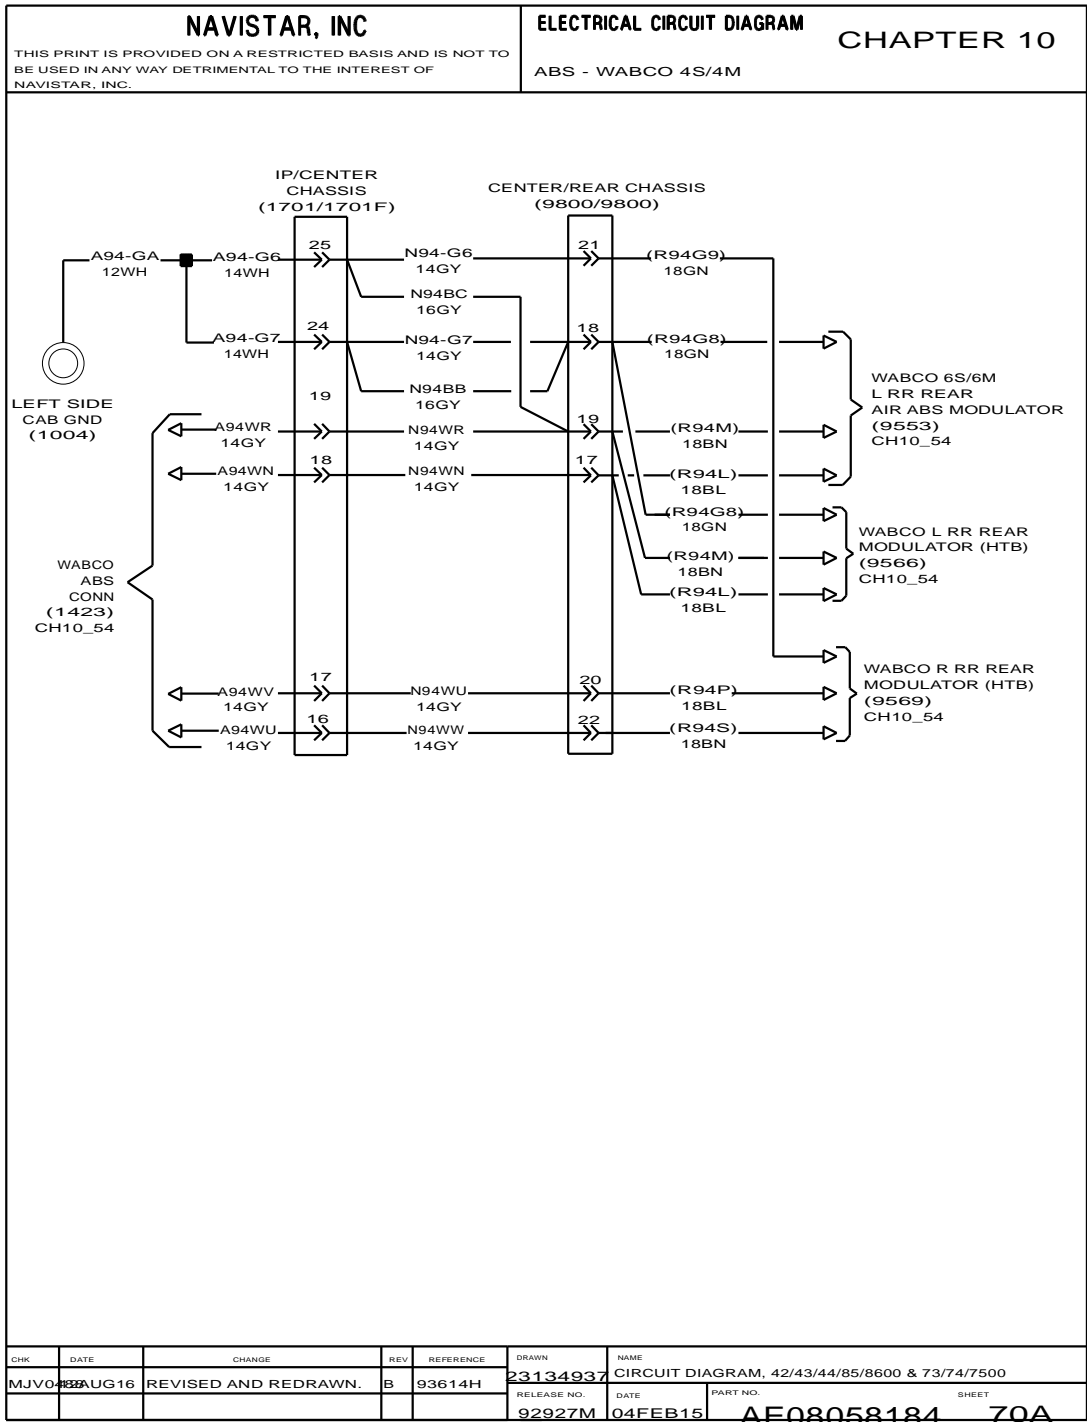 NAVISTAR, INC
THIS PRINT IS PROVIDED ON A RESTRICTED BASIS AND IS NOT TO
BE USED IN ANY WAY DETRIMENTAL TO THE INTEREST OF
NAVISTAR, INC.
ELECTRICAL CIRCUIT DIAGRAM
CHAPTER 10
ABS - WABCO 4S/4M
IP/CENTER
CHASSIS
(1701/1701F)
CENTER/REAR CHASSIS
(9800/9800)
A94-GA
12WH
A94-G6
14WH
25
N94-G6
14GY
21
(R94G9)
18GN
N94BC
16GY
A94-G7
14WH
24
N94-G7
14GY
18
(R94G8)
18GN
N94BB
16GY
LEFT SIDE
CAB GND
(1004)
19
A94WR
14GY
N94WR
14GY
19
(R94M)
18BN
A94WN
14GY
18
N94WN
14GY
17
(R94L)
18BL
WABCO 6S/6M
L RR REAR
AIR ABS MODULATOR
(9553)
CH10_54
(R94G8)
18GN
(R94M)
18BN
(R94L)
18BL
WABCO L RR REAR
MODULATOR (HTB)
(9566)
CH10_54
WABCO
ABS
CONN
(1423)
CH10_54
A94WV
14GY
17
N94WU
14GY
20
(R94P)
18BL
A94WU
14GY
16
N94WW
14GY
22
(R94S)
18BN
WABCO R RR REAR
MODULATOR (HTB)
(9569)
CH10_54
CHK DATE CHANGE REV REFERENCE
REVISED AND REDRAWN. B 93614H
DRAWN
23134937
NAME
CIRCUIT DIAGRAM, 42/43/44/85/8600 & 73/74/7500
RELEASE NO.
92927M
DATE
04FEB15
PART NO.
AF08058184
SHEET
70A